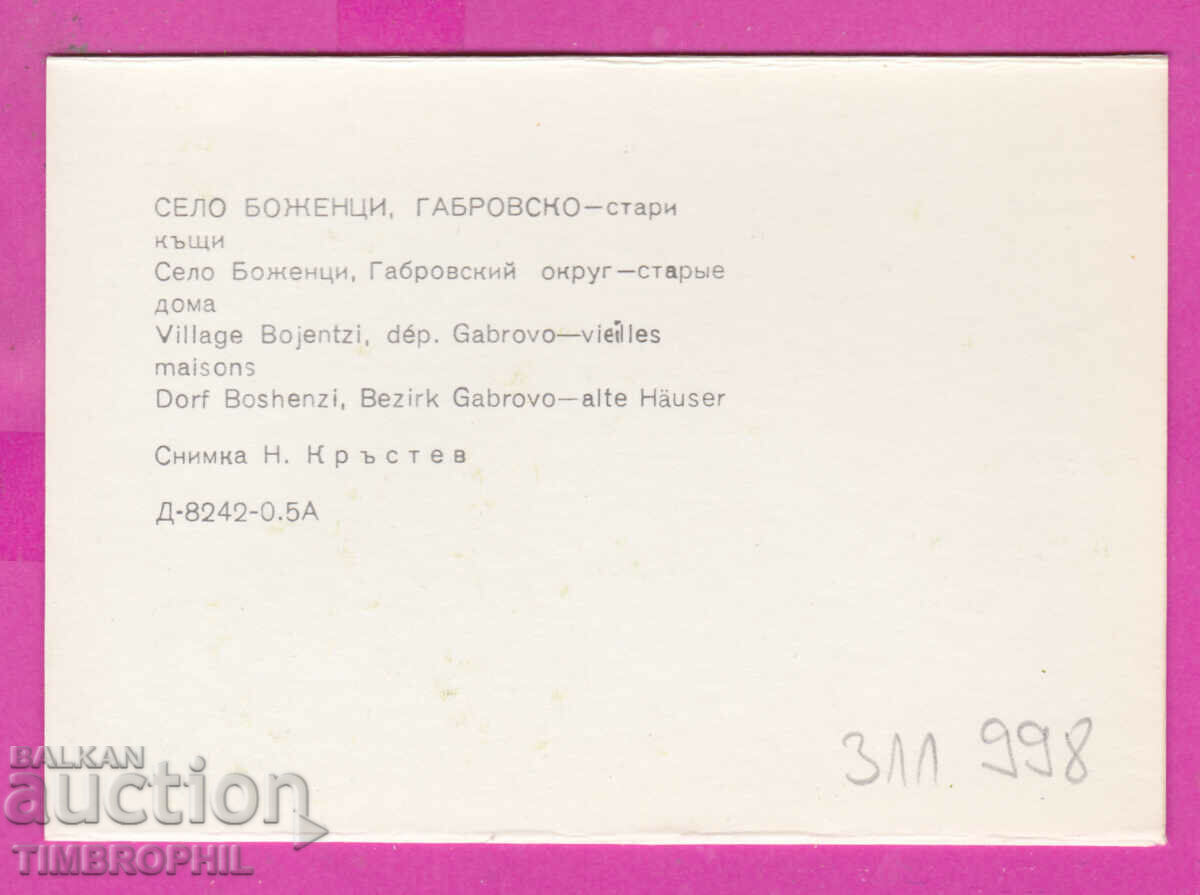 СЕЛО БОЖЕНЦИ, ГАБРОВСКО—стари
къщи
Село Боженци, Габровский округ—старые
дома
Village Bojentzi, dép. Gabrovo—vieilles
maisons
Dorf Boshenzi, Bezirk Gabrovo—alte Häuser
Снимка Н. Кръстев
Д-8242-0.5А
311 998
BALKAN
auction
TIMBROPHIL